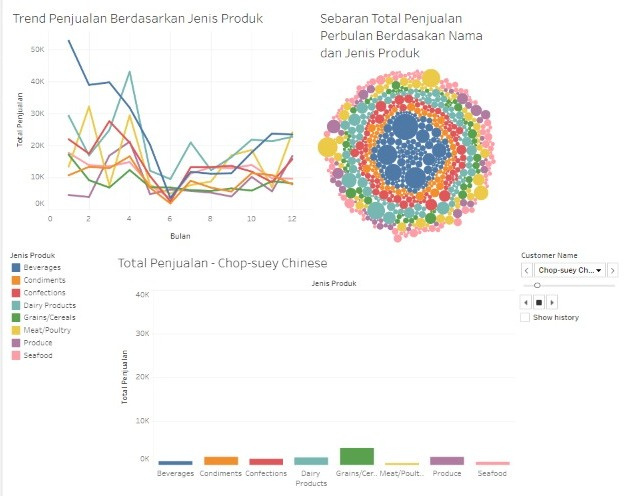 Trend Penjualan Berdasarkan Jenis Produk
Total Penjualan
50K
40K
30K
20K
10K
0K
0
2
4
6
8
10
12
Bulan
Sebaran Total Penjualan
Perbulan Berdasakan Nama
dan Jenis Produk
Jenis Produk
Beverages
Condiments
Confections
Dairy Products
Grains/Cereals
Meat/Poultry
Produce
Seafood
Total Penjualan - Chop-suey Chinese
Jenis Produk
Total Penjualan
40K
30K
20K
10K
0K
Beverages
Condiments
Confections
Dairy
Products
Grains/Cer..
Meat/Poult..
Produce
Seafood
Customer Name
Chop-suey Ch...
Show history